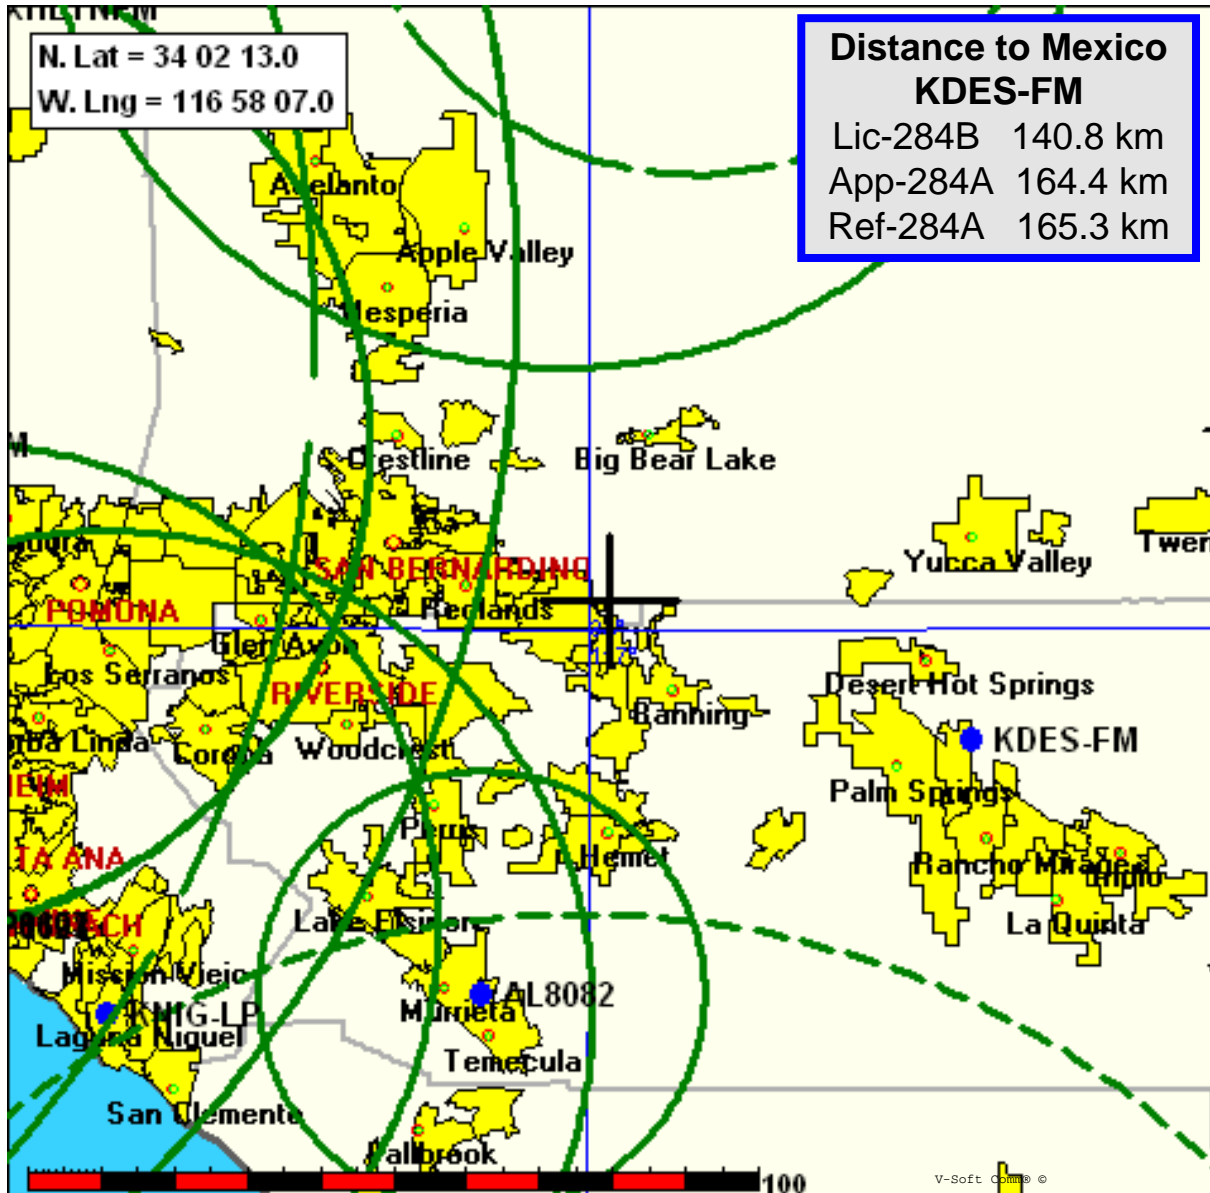 N. Lat = 34 02 13.0
W. Lng = 116 58 07.0
Distance to Mexico
KDES-FM
Lic-284B 140.8 km
App-284A 164.4 km
Ref-284A 165.3 km
Adelanto
Apple Valley
Hesperia
Crestline
Big Bear Lake
Yucca Valley
Twen
SAN BERNARDINO
Redlands
POMONA
Glen Avon
Los Serranos
RIVERSIDE
Desert Hot Springs
Banning
Corona
Woodcrest
KDES-FM
Palm Springs
Perris
Hemet
Rancho Mirage
Indio
TA ANA
Lake Elsinore
La Quinta
Mission Viejo
AL8082
Murrieta
KNIG-LP
Laguna Niguel
Temecula
San Clemente
Fallbrook
100
V-Soft Comm® ©